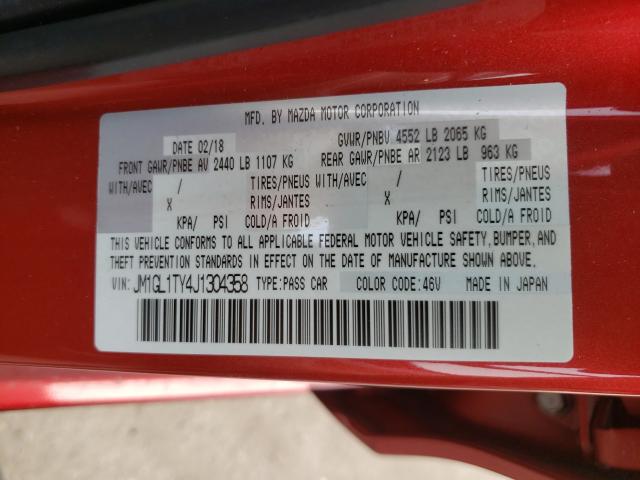 MFD. BY MAZDA MOTOR CORPORATION
DATE 02/18 GVWR/PNBV 4552 LB 2065 KG
FRONT GAWR/PNBE AV 2440 LB 1107 KG REAR GAWR/PNBE AR 2123 LB 963 KG
WITH/AVEC / TIRES/PNEUS WITH/AVEC / TIRES/PNEUS
X RIMS/JANTES X RIMS/JANTES
KPA/ PSI COLD/A FROID KPA/ PSI COLD/A FROID
THIS VEHICLE CONFORMS TO ALL APPLICABLE FEDERAL MOTOR VEHICLE SAFETY, BUMPER, AND
THEFT PREVENTION STANDARDS IN EFFECT ON THE DATE OF MANUFACTURE SHOWN ABOVE.
VIN: JM1GL1TY4J1304358 TYPE:PASS CAR COLOR CODE:46V MADE IN JAPAN